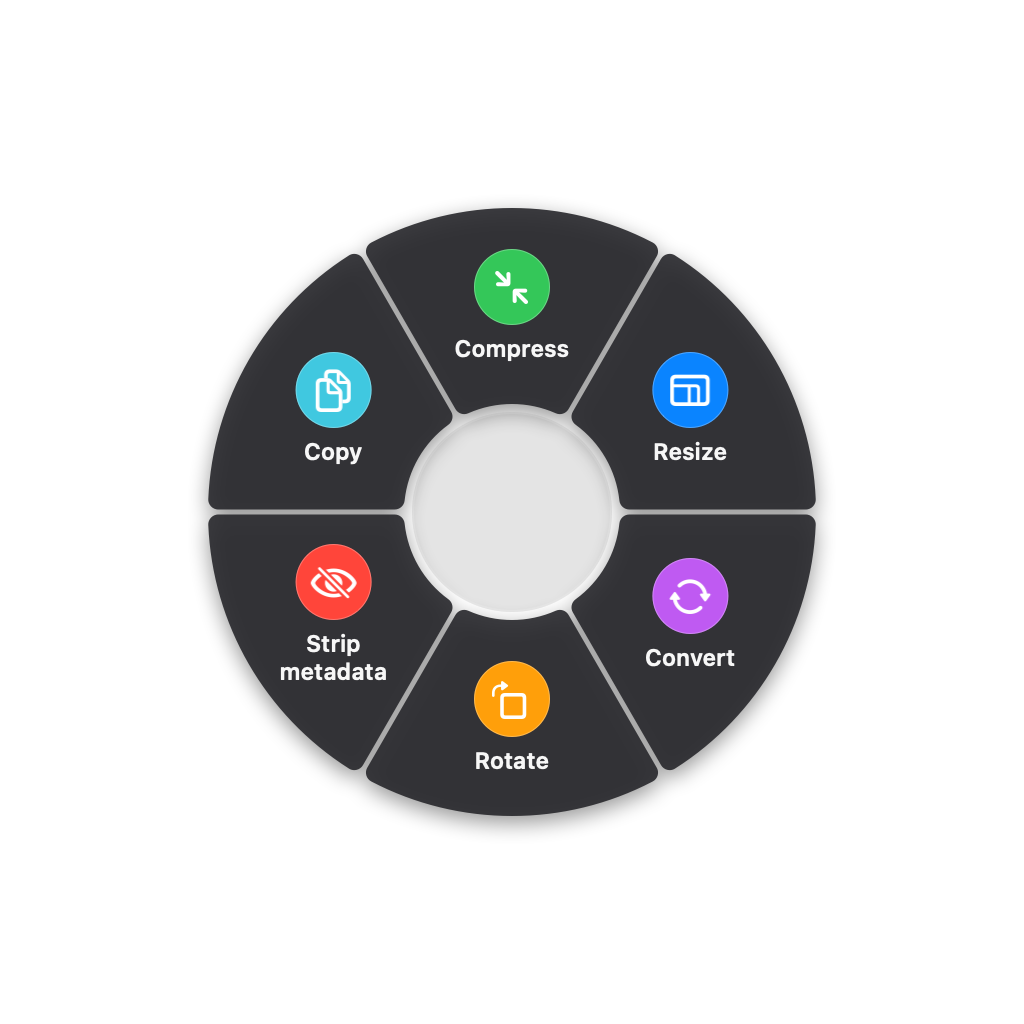 Compress
Resize
Convert
Rotate
Strip
metadata
Copy